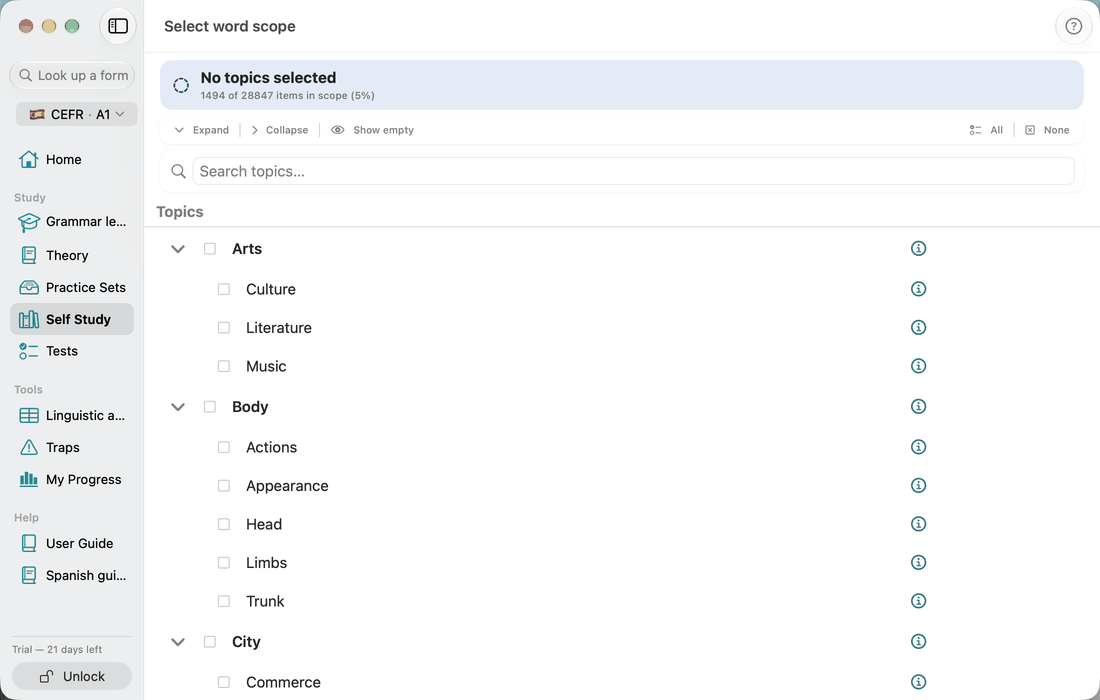 Select word scope
Look up a form
CEFR · A1
Home
Study
Grammar le...
Theory
Practice Sets
Self Study
Tests
Tools
Linguistic a...
Traps
My Progress
Help
User Guide
Spanish gui...
Trial — 21 days left
Unlock
No topics selected
1494 of 28847 items in scope (5%)
Expand
Collapse
Show empty
All
None
Search topics...
Topics
Arts
Culture
Literature
Music
Body
Actions
Appearance
Head
Limbs
Trunk
City
Commerce